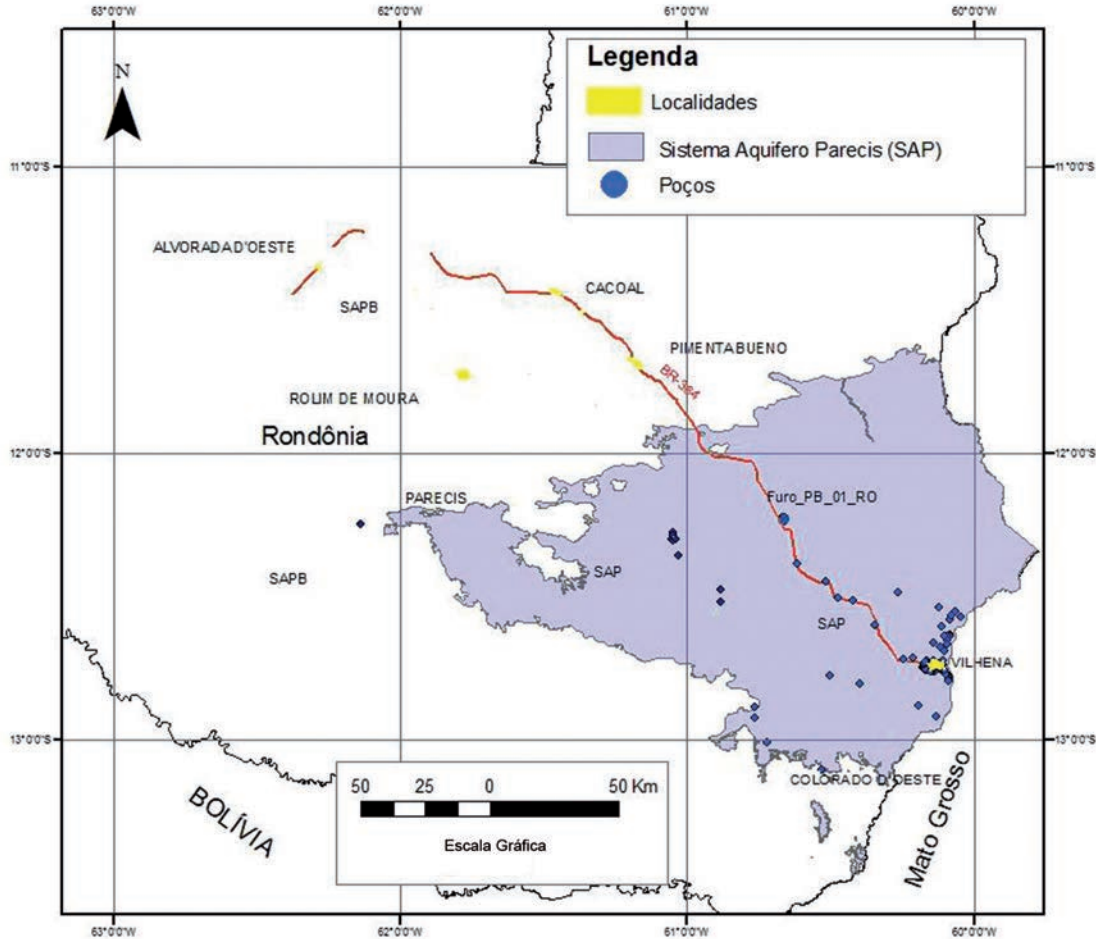 63°0'0"W
62°0'0"W
61°0'0"W
60°0'0"W
N
Legenda
Localidades
Sistema Aquifero Parecis (SAP)
Poços
11°0'0"S
11°0'0"S
ALVORADA D'OESTE
SAPB
CACOAL
PIMENTA BUENO
BR-364
ROLIM DE MOURA
Rondônia
12°0'0"S
12°0'0"S
PARECIS
Furo_PB_01_RO
SAPB
SAP
SAP
VILHENA
13°0'0"S
13°0'0"S
COLORADO D'OESTE
BOLÍVIA
Mato Grosso
50 25 0 50 Km
Escala Gráfica
63°0'0"W
62°0'0"W
61°0'0"W
60°0'0"W